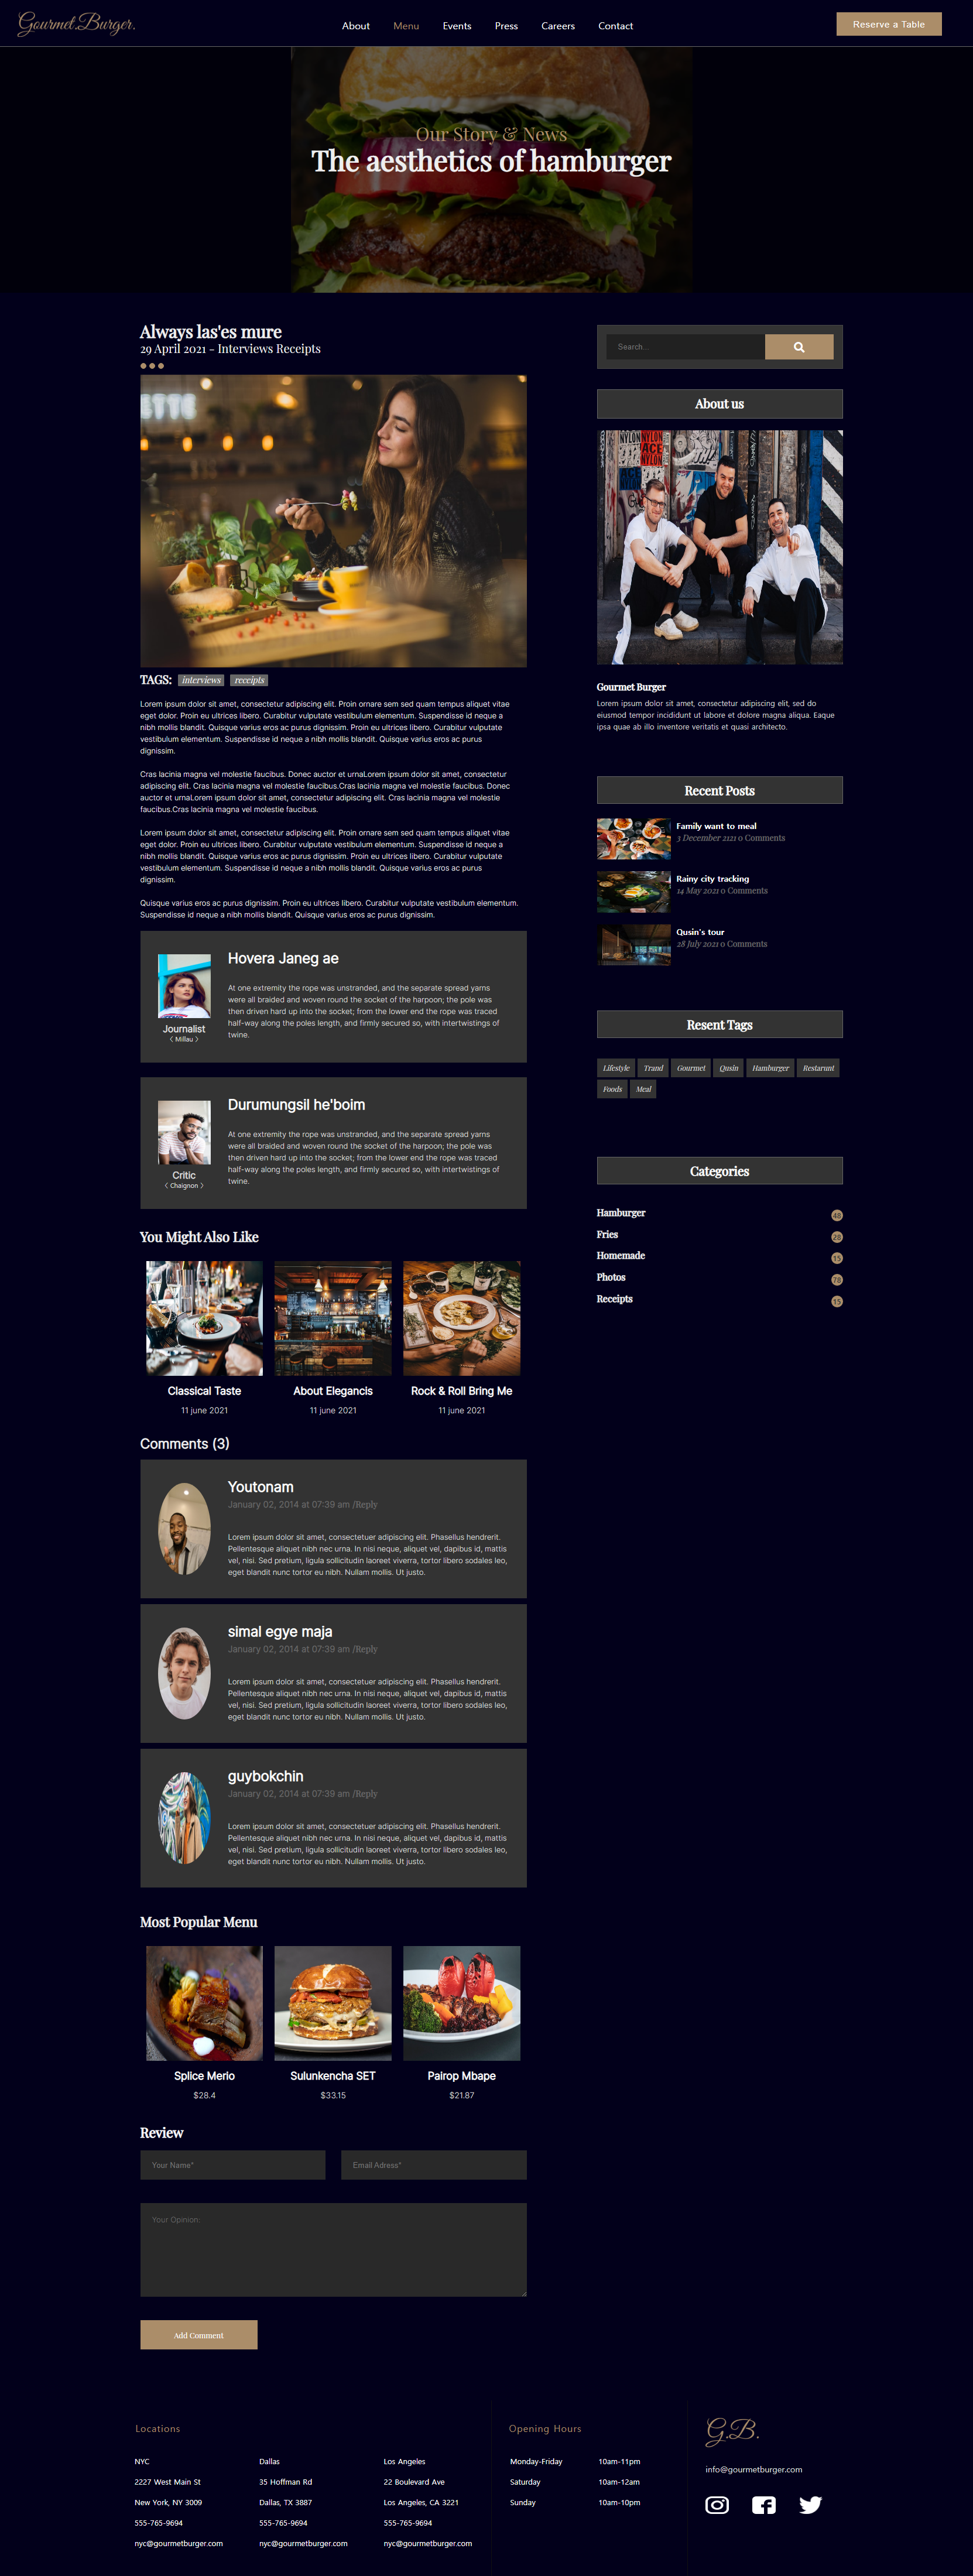 Gourmet.Burger.
About
Menu
Events
Press
Careers
Contact
Reserve a Table
Our Story & News
The aesthetics of hamburger
Always las'es mure
29 April 2021 - Interviews Receipts
TAGS: interviews receipts
Lorem ipsum dolor sit amet, consectetur adipiscing elit. Proin ornare sem sed quam tempus aliquet vitae
eget dolor. Proin eu ultrices libero. Curabitur vulputate vestibulum elementum. Suspendisse id neque a
nibh mollis blandit. Quisque varius eros ac purus dignissim. Proin eu ultrices libero. Curabitur vulputate
vestibulum elementum. Suspendisse id neque a nibh mollis blandit. Quisque varius eros ac purus
dignissim.
Cras lacinia magna vel molestie faucibus. Donec auctor et urnaLorem ipsum dolor sit amet, consectetur
adipiscing elit. Cras lacinia magna vel molestie faucibus.Cras lacinia magna vel molestie faucibus. Donec
auctor et urnaLorem ipsum dolor sit amet, consectetur adipiscing elit. Cras lacinia magna vel molestie
faucibus.Cras lacinia magna vel molestie faucibus.
Lorem ipsum dolor sit amet, consectetur adipiscing elit. Proin ornare sem sed quam tempus aliquet vitae
eget dolor. Proin eu ultrices libero. Curabitur vulputate vestibulum elementum. Suspendisse id neque a
nibh mollis blandit. Quisque varius eros ac purus dignissim. Proin eu ultrices libero. Curabitur vulputate
vestibulum elementum. Suspendisse id neque a nibh mollis blandit. Quisque varius eros ac purus
dignissim.
Quisque varius eros ac purus dignissim. Proin eu ultrices libero. Curabitur vulputate vestibulum elementum.
Suspendisse id neque a nibh mollis blandit. Quisque varius eros ac purus dignissim.
Hovera Janeg ae
At one extremity the rope was unstranded, and the separate spread yarns
were all braided and woven round the socket of the harpoon; the pole was
then driven hard up into the socket; from the lower end the rope was traced
half-way along the poles length, and firmly secured so, with intertwistings of
twine.
Journalist
〈 Millau 〉
Durumungsil he'boim
At one extremity the rope was unstranded, and the separate spread yarns
were all braided and woven round the socket of the harpoon; the pole was
then driven hard up into the socket; from the lower end the rope was traced
half-way along the poles length, and firmly secured so, with intertwistings of
twine.
Critic
〈 Chaignon 〉
You Might Also Like
Classical Taste
11 june 2021
About Elegancis
11 june 2021
Rock & Roll Bring Me
11 june 2021
Comments (3)
Youtonam
January 02, 2014 at 07:39 am /Reply
Lorem ipsum dolor sit amet, consectetuer adipiscing elit. Phasellus hendrerit.
Pellentesque aliquet nibh nec urna. In nisi neque, aliquet vel, dapibus id, mattis
vel, nisi. Sed pretium, ligula sollicitudin laoreet viverra, tortor libero sodales leo,
eget blandit nunc tortor eu nibh. Nullam mollis. Ut justo.
simal egye maja
January 02, 2014 at 07:39 am /Reply
Lorem ipsum dolor sit amet, consectetuer adipiscing elit. Phasellus hendrerit.
Pellentesque aliquet nibh nec urna. In nisi neque, aliquet vel, dapibus id, mattis
vel, nisi. Sed pretium, ligula sollicitudin laoreet viverra, tortor libero sodales leo,
eget blandit nunc tortor eu nibh. Nullam mollis. Ut justo.
guybokchin
January 02, 2014 at 07:39 am /Reply
Lorem ipsum dolor sit amet, consectetuer adipiscing elit. Phasellus hendrerit.
Pellentesque aliquet nibh nec urna. In nisi neque, aliquet vel, dapibus id, mattis
vel, nisi. Sed pretium, ligula sollicitudin laoreet viverra, tortor libero sodales leo,
eget blandit nunc tortor eu nibh. Nullam mollis. Ut justo.
Most Popular Menu
Splice Merlo
$28.4
Sulunkencha SET
$33.15
Pairop Mbape
$21.87
Review
Your Name*
Email Adress*
Your Opinion:
Add Comment
Search...
About us
NYLON
NYLON
ACE
Gourmet Burger
Lorem ipsum dolor sit amet, consectetur adipiscing elit, sed do
eiusmod tempor incididunt ut labore et dolore magna aliqua. Eaque
ipsa quae ab illo inventore veritatis et quasi architecto.
Recent Posts
Family want to meal
3 December 2121 0 Comments
Rainy city tracking
14 May 2021 0 Comments
Qusin's tour
28 July 2021 0 Comments
Resent Tags
Lifestyle Trand Gourmet Qusin Hamburger Restarunt
Foods Meal
Categories
Hamburger 48
Fries 28
Homemade 15
Photos 78
Receipts 15
Locations
NYC
2227 West Main St
New York, NY 3009
555-765-9694
nyc@gourmetburger.com
Dallas
35 Hoffman Rd
Dallas, TX 3887
555-765-9694
nyc@gourmetburger.com
Los Angeles
22 Boulevard Ave
Los Angeles, CA 3221
555-765-9694
nyc@gourmetburger.com
Opening Hours
Monday-Friday 10am-11pm
Saturday 10am-12am
Sunday 10am-10pm
G.B.
info@gourmetburger.com